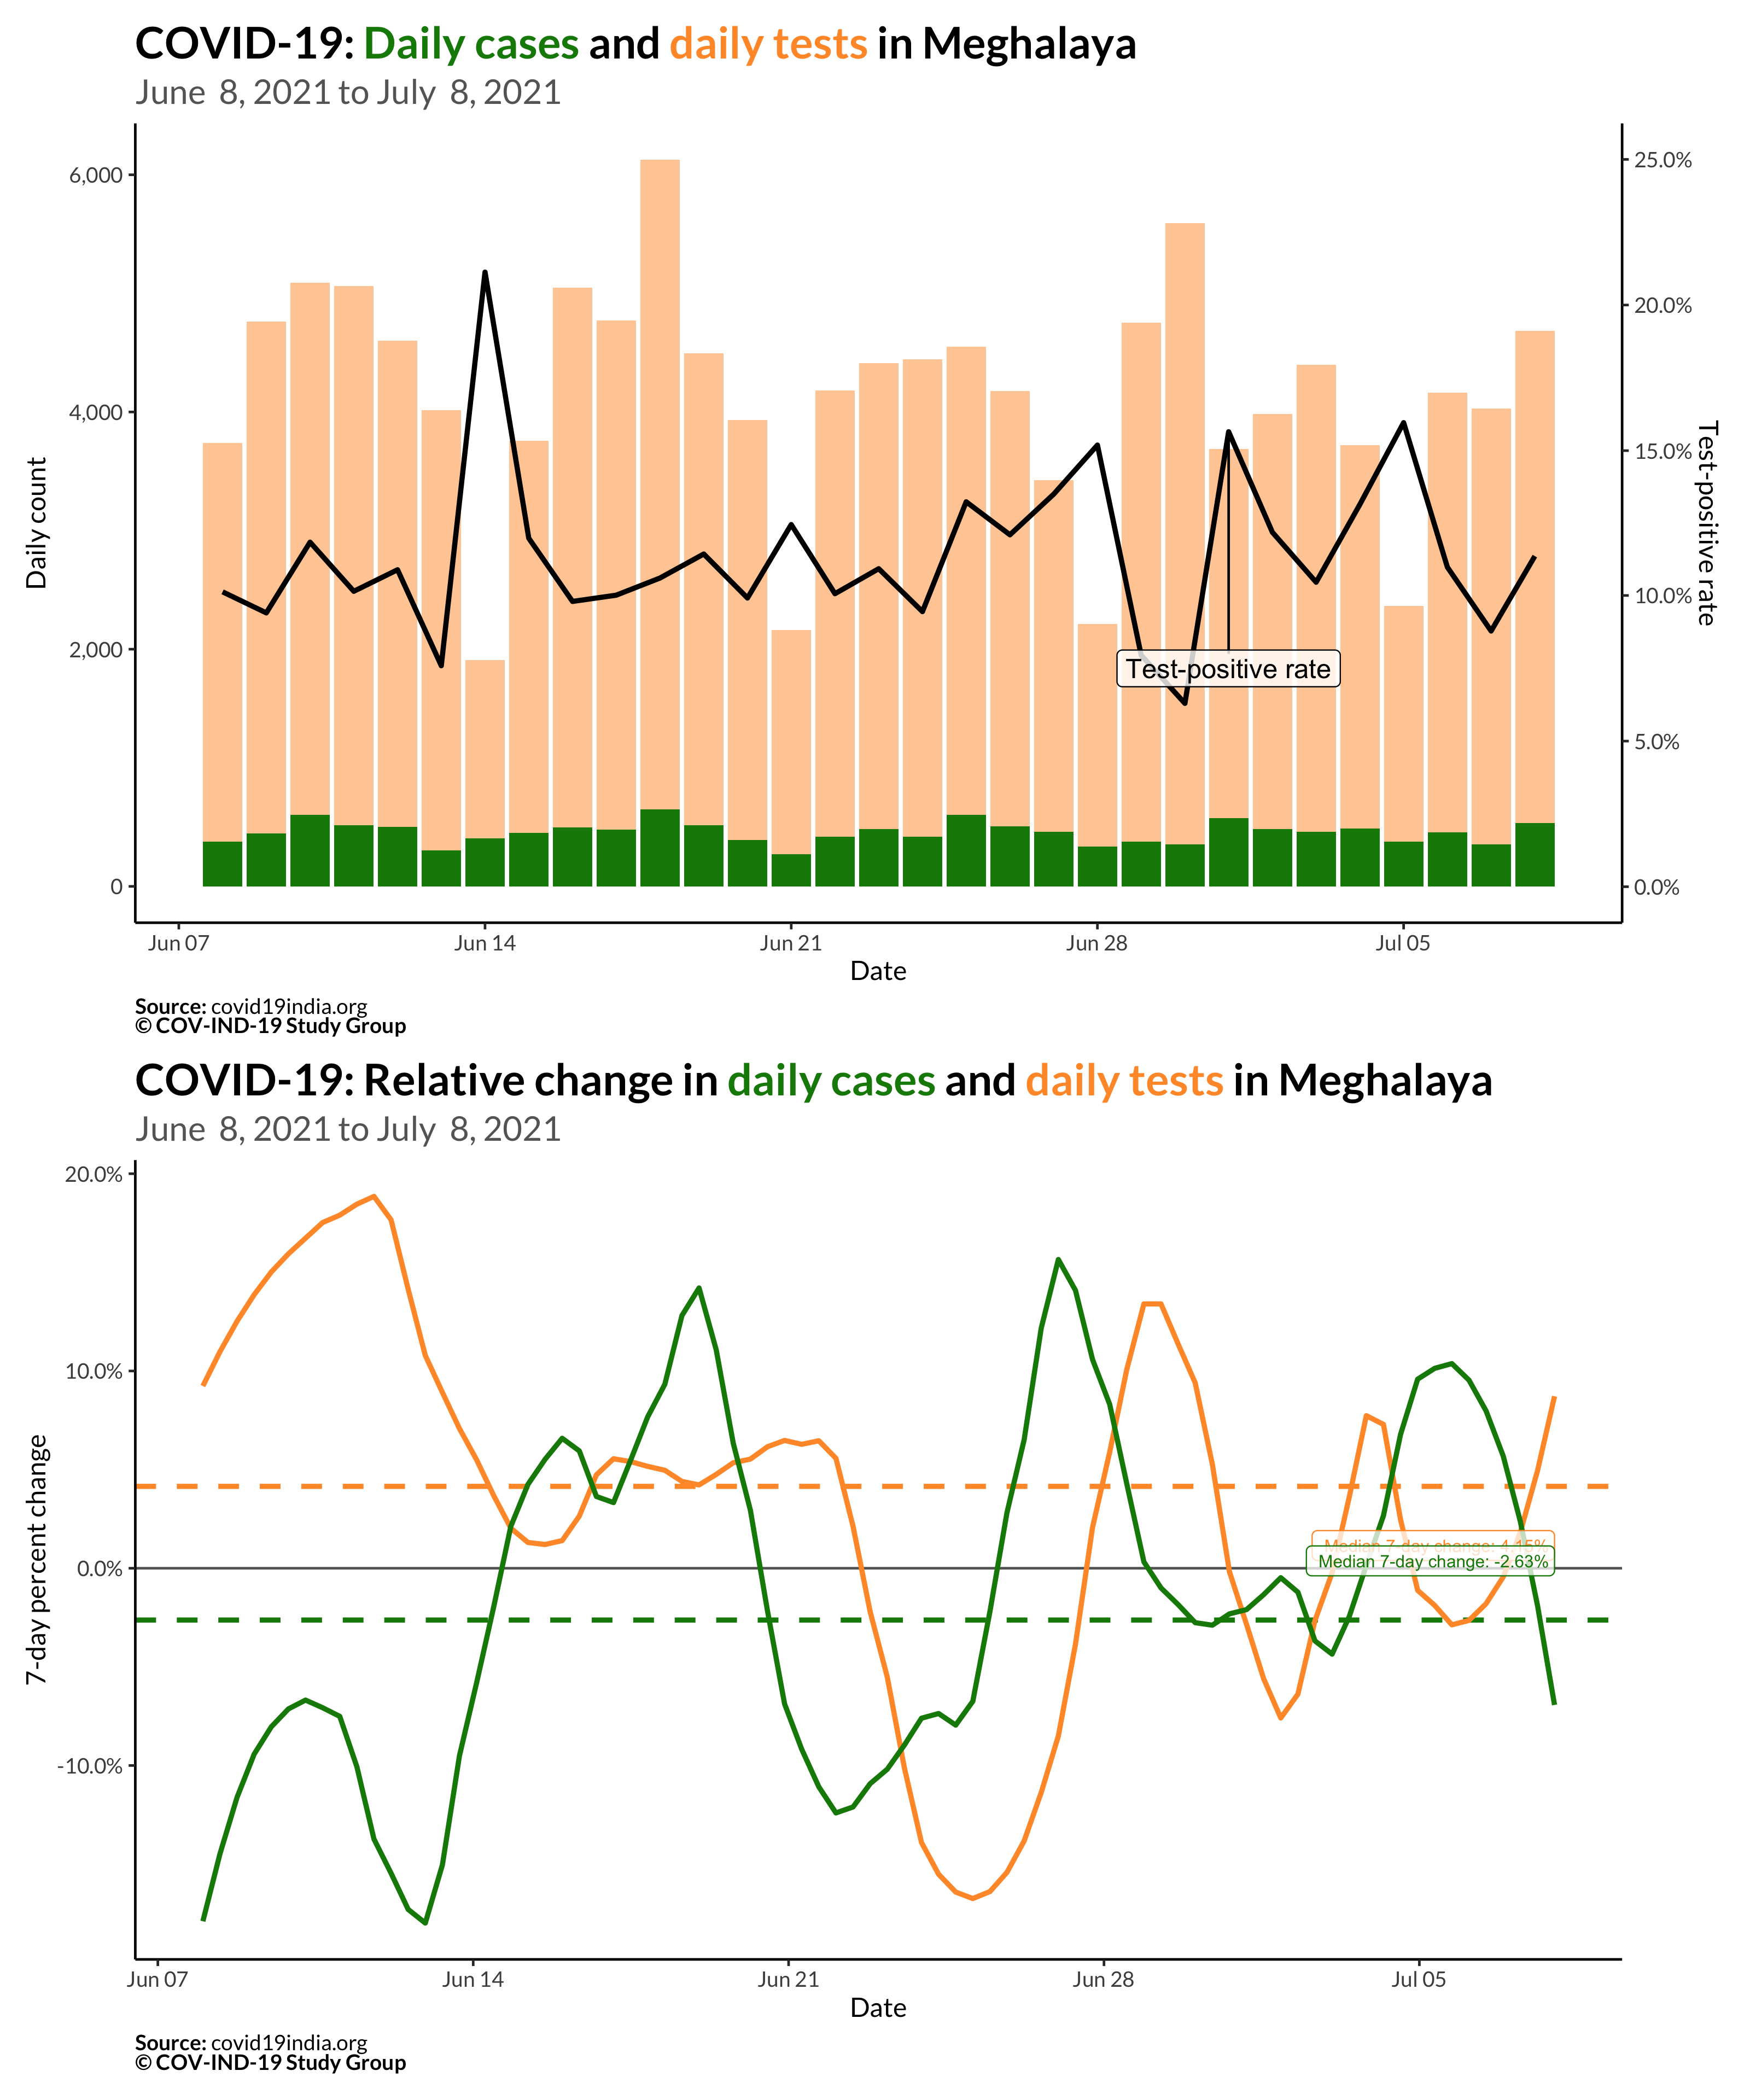 COVID-19: Daily cases and daily tests in Meghalaya
June 8, 2021 to July 8, 2021
6,000
4,000
2,000
0
Daily count
25.0%
20.0%
15.0%
10.0%
5.0%
0.0%
Test-positive rate
Test-positive rate
Jun 07
Jun 14
Jun 21
Jun 28
Jul 05
Date
Source: covid19india.org
© COV-IND-19 Study Group
COVID-19: Relative change in daily cases and daily tests in Meghalaya
June 8, 2021 to July 8, 2021
20.0%
10.0%
0.0%
-10.0%
7-day percent change
Median 7-day change: 4.15%
Median 7-day change: -2.63%
Jun 07
Jun 14
Jun 21
Jun 28
Jul 05
Date
Source: covid19india.org
© COV-IND-19 Study Group